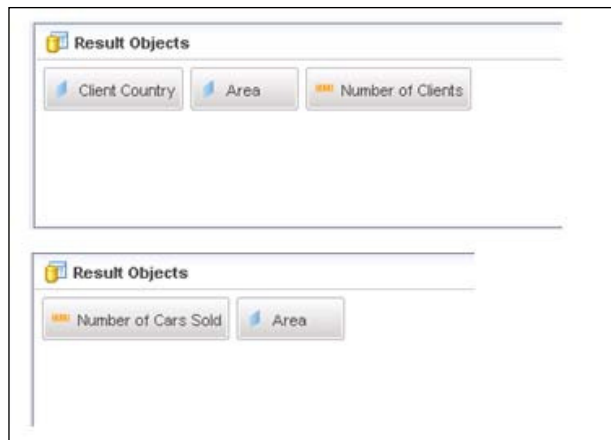 Result Objects
Client Country Area Number of Clients
Result Objects
Number of Cars Sold Area